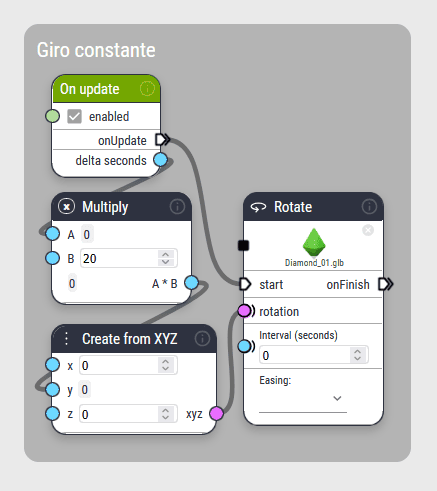 Giro constante
On update
enabled
onUpdate
delta seconds
Multiply
A 0
B 20
0 A * B
Create from XYZ
x 0
y 0
z 0 xyz
Rotate
Diamond_01.glb
start onFinish
rotation
Interval (seconds)
0
Easing: